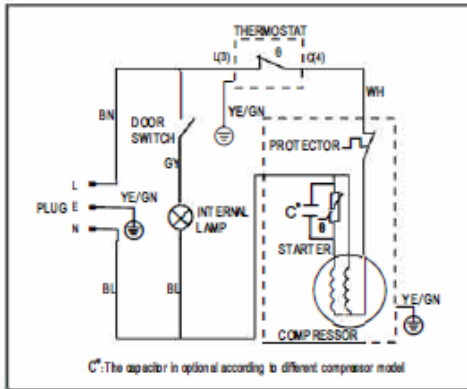 THERMOSTAT
L(3) θ C(4)
YE/GN
WH
BN
DOOR
SWITCH
GY
PROTECTOR
L
PLUG E YE/GN
N
INTERNAL
LAMP
C*
θ
STARTER
BL
BL
YE/GN
COMPRESSOR
C*:The capacitor in optional according to different compressor model